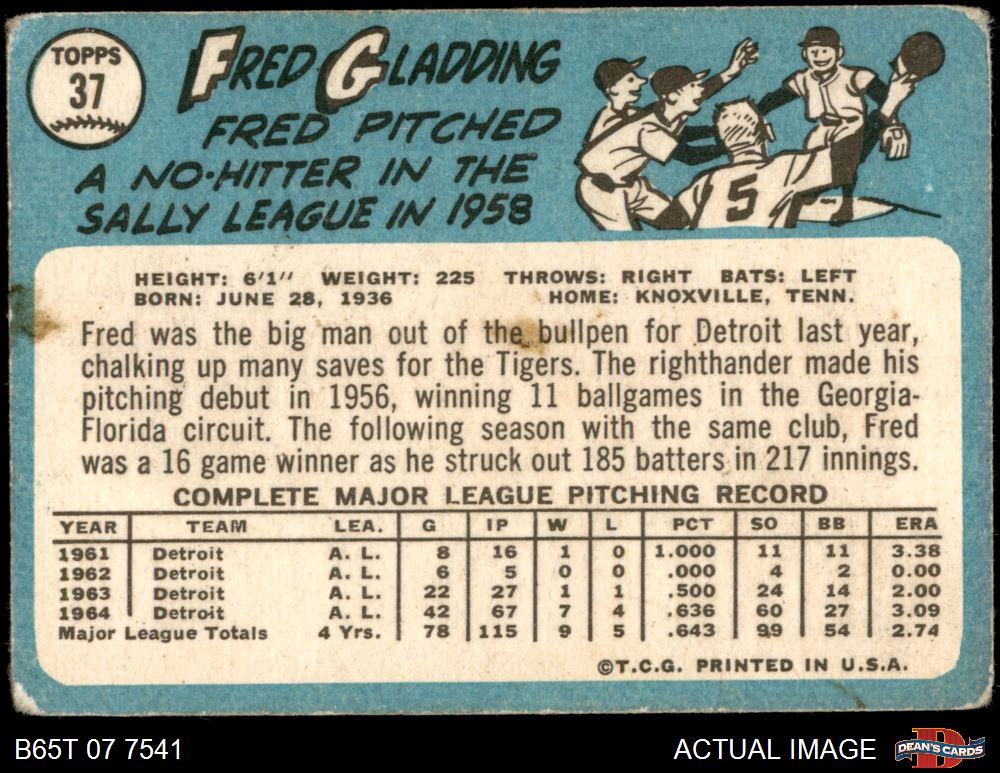 TOPPS
37
FRED GLADDING
FRED PITCHED
A NO-HITTER IN THE
SALLY LEAGUE IN 1958
5
HEIGHT: 6'1" WEIGHT: 225 THROWS: RIGHT BATS: LEFT
BORN: JUNE 28, 1936 HOME: KNOXVILLE, TENN.
Fred was the big man out of the bullpen for Detroit last year,
chalking up many saves for the Tigers. The righthander made his
pitching debut in 1956, winning 11 ballgames in the Georgia-
Florida circuit. The following season with the same club, Fred
was a 16 game winner as he struck out 185 batters in 217 innings.
COMPLETE MAJOR LEAGUE PITCHING RECORD
YEAR TEAM LEA. G IP W L PCT SO BB ERA
1961 Detroit A. L. 8 16 1 0 1.000 11 11 3.38
1962 Detroit A. L. 6 5 0 0 .000 4 2 0.00
1963 Detroit A. L. 22 27 1 1 .500 24 14 2.00
1964 Detroit A. L. 42 67 7 4 .636 60 27 3.09
Major League Totals 4 Yrs. 78 115 9 5 .643 99 54 2.74
©T.C.G. PRINTED IN U.S.A.
B65T 07 7541 ACTUAL IMAGE
D
DEAN'S CARDS